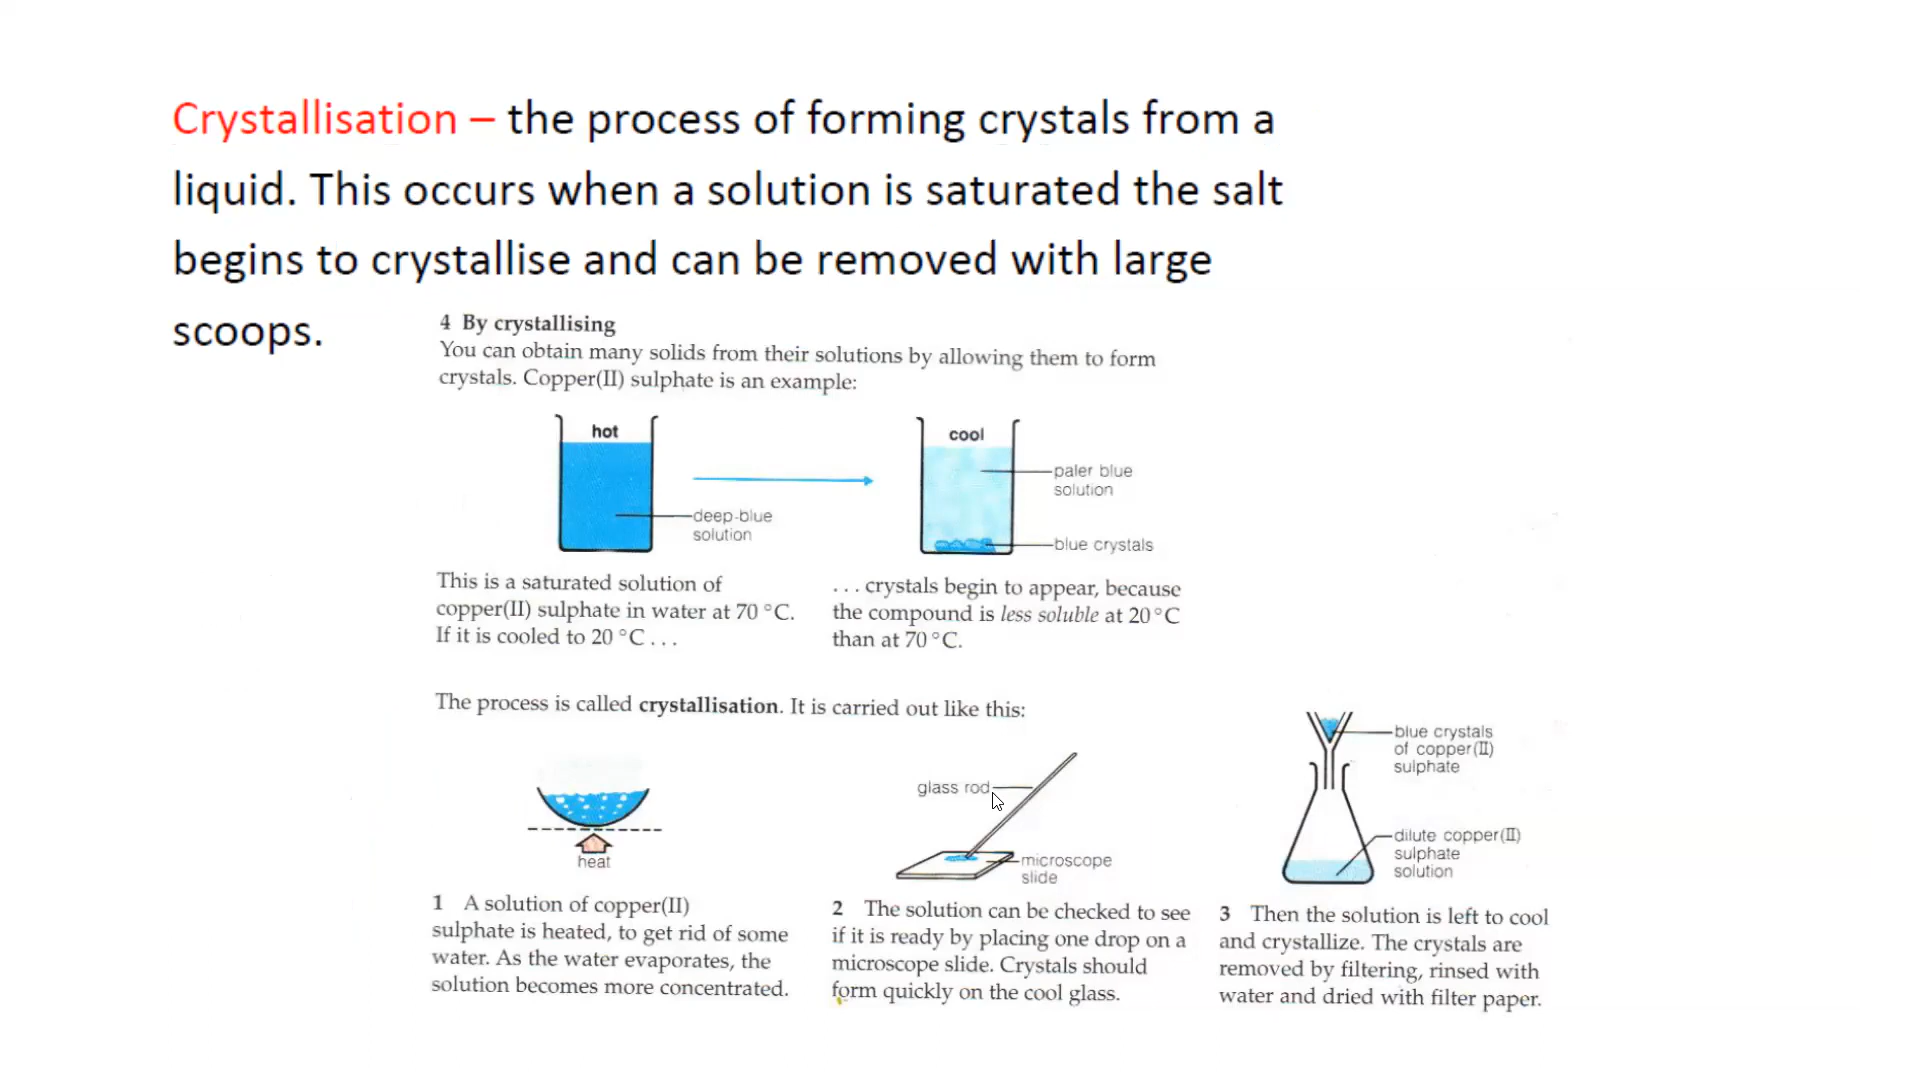 Crystallisation – the process of forming crystals from a
liquid. This occurs when a solution is saturated the salt
begins to crystallise and can be removed with large
scoops.
4 By crystallising
You can obtain many solids from their solutions by allowing them to form
crystals. Copper(II) sulphate is an example:
hot
deep-blue
solution
cool
paler blue
solution
blue crystals
This is a saturated solution of
copper(II) sulphate in water at 70 °C.
If it is cooled to 20 °C . . .
. . . crystals begin to appear, because
the compound is less soluble at 20 °C
than at 70 °C.
The process is called crystallisation. It is carried out like this:
heat
glass rod
microscope
slide
blue crystals
of copper(II)
sulphate
dilute copper(II)
sulphate
solution
1 A solution of copper(II)
sulphate is heated, to get rid of some
water. As the water evaporates, the
solution becomes more concentrated.
2 The solution can be checked to see
if it is ready by placing one drop on a
microscope slide. Crystals should
form quickly on the cool glass.
3 Then the solution is left to cool
and crystallize. The crystals are
removed by filtering, rinsed with
water and dried with filter paper.